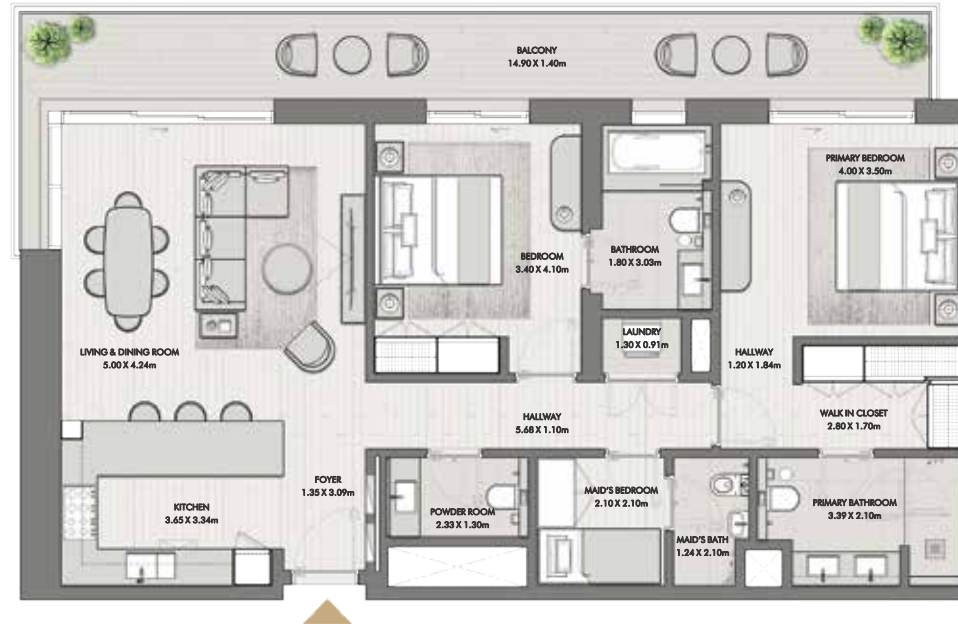 BALCONY
14.90 X 1.40m
PRIMARY BEDROOM
4.00 X 3.50m
BEDROOM
3.40 X 4.10m
BATHROOM
1.80 X 3.03m
LAUNDRY
1.30 X 0.91m
LIVING & DINING ROOM
5.00 X 4.24m
HALLWAY
1.20 X 1.84m
HALLWAY
5.68 X 1.10m
WALK IN CLOSET
2.80 X 1.70m
FOYER
1.35 X 3.09m
KITCHEN
3.65 X 3.34m
POWDER ROOM
2.33 X 1.30m
MAID'S BEDROOM
2.10 X 2.10m
MAID'S BATH
1.24 X 2.10m
PRIMARY BATHROOM
3.39 X 2.10m